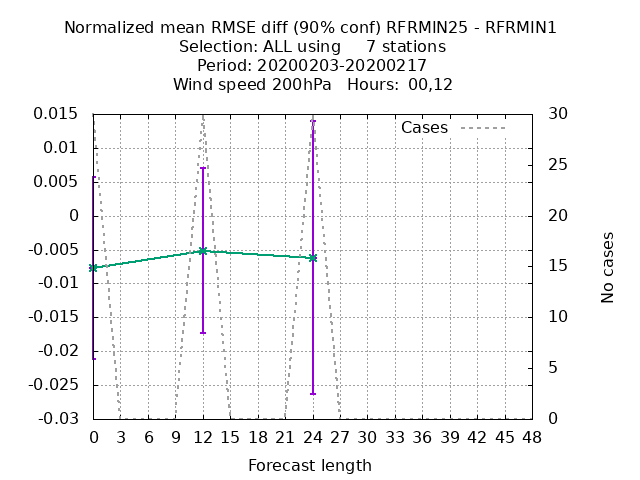 Normalized mean RMSE diff (90% conf) RFRMIN25 - RFRMIN1
Selection: ALL using     7 stations
Period: 20200203-20200217
Wind speed 200hPa   Hours:  00,12
Cases
0.015
0.01
0.005
0
-0.005
-0.01
-0.015
-0.02
-0.025
-0.03
30
25
20
15
10
5
0
No cases
0 3 6 9 12 15 18 21 24 27 30 33 36 39 42 45 48
Forecast length